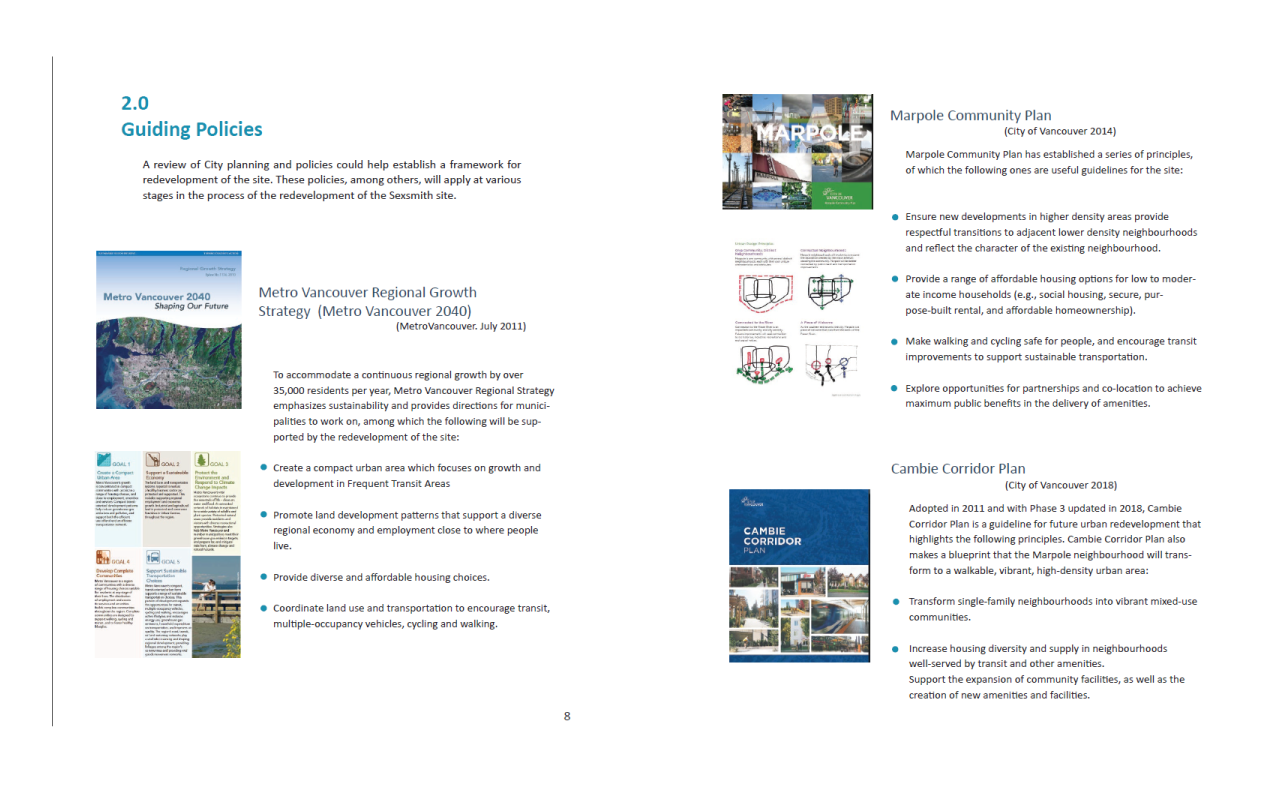 2.0
Guiding Policies
A review of City planning and policies could help establish a framework for
redevelopment of the site. These policies, among others, will apply at various
stages in the process of the redevelopment of the Sexsmith site.
Regional Growth Strategy
Metro Vancouver 2040
Shaping Our Future
Metro Vancouver Regional Growth
Strategy (Metro Vancouver 2040)
(MetroVancouver. July 2011)
To accommodate a continuous regional growth by over
35,000 residents per year, Metro Vancouver Regional Strategy
emphasizes sustainability and provides directions for munici-
palities to work on, among which the following will be sup-
ported by the redevelopment of the site:
GOAL 1
Create a Compact
Urban Area
GOAL 2
Support a Sustainable
Economy
GOAL 3
Protect the
Environment and
Respond to Climate
Change Impacts
GOAL 4
Develop Complete
Communities
GOAL 5
Support Sustainable
Transportation
Choices
Create a compact urban area which focuses on growth and
development in Frequent Transit Areas
Promote land development patterns that support a diverse
regional economy and employment close to where people
live.
Provide diverse and affordable housing choices.
Coordinate land use and transportation to encourage transit,
multiple-occupancy vehicles, cycling and walking.
8
MARPOLE
CITY OF
VANCOUVER
Marpole Community Plan
(City of Vancouver 2014)
Marpole Community Plan has established a series of principles,
of which the following ones are useful guidelines for the site:
Ensure new developments in higher density areas provide
respectful transitions to adjacent lower density neighbourhoods
and reflect the character of the existing neighbourhood.
Provide a range of affordable housing options for low to moder-
ate income households (e.g., social housing, secure, pur-
pose-built rental, and affordable homeownership).
Make walking and cycling safe for people, and encourage transit
improvements to support sustainable transportation.
Explore opportunities for partnerships and co-location to achieve
maximum public benefits in the delivery of amenities.
CAMBIE
CORRIDOR
PLAN
Cambie Corridor Plan
(City of Vancouver 2018)
Adopted in 2011 and with Phase 3 updated in 2018, Cambie
Corridor Plan is a guideline for future urban redevelopment that
highlights the following principles. Cambie Corridor Plan also
makes a blueprint that the Marpole neighbourhood will trans-
form to a walkable, vibrant, high-density urban area:
Transform single-family neighbourhoods into vibrant mixed-use
communities.
Increase housing diversity and supply in neighbourhoods
well-served by transit and other amenities.
Support the expansion of community facilities, as well as the
creation of new amenities and facilities.